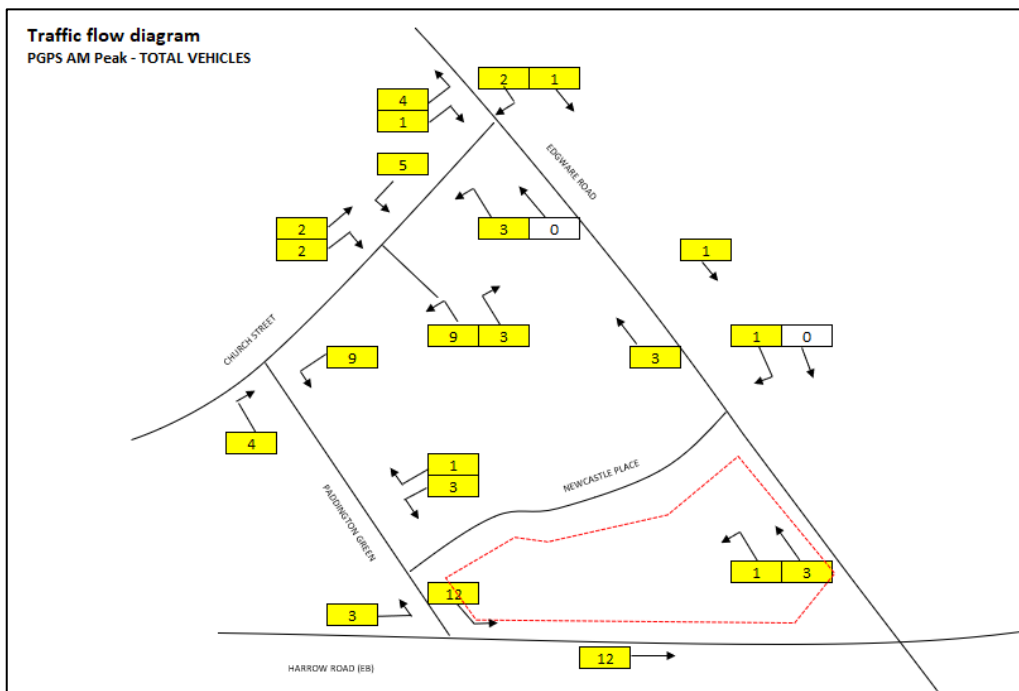 Traffic flow diagram
PGPS AM Peak - TOTAL VEHICLES
2 1
4
1
5
EDGWARE ROAD
2
2
3 0
1
9 3
1 0
CHURCH STREET
9
3
4
1
3
NEWCASTLE PLACE
PADDINGTON GREEN
1 3
12
3
12
HARROW ROAD (EB)